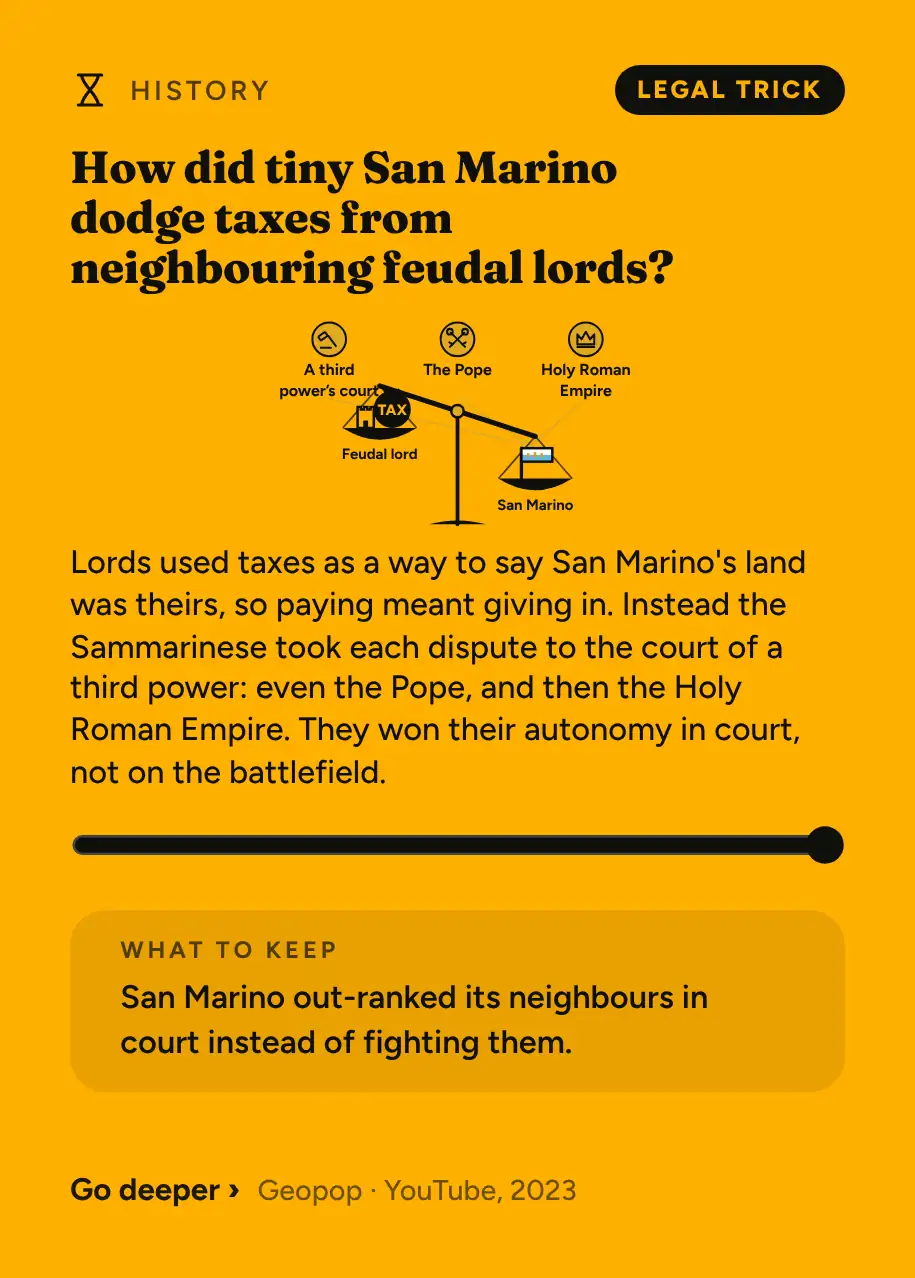 HISTORY
LEGAL TRICK
How did tiny San Marino
dodge taxes from
neighbouring feudal lords?
A third
power's court
The Pope
Holy Roman
Empire
TAX
Feudal lord
San Marino
Lords used taxes as a way to say San Marino's land
was theirs, so paying meant giving in. Instead the
Sammarinese took each dispute to the court of a
third power: even the Pope, and then the Holy
Roman Empire. They won their autonomy in court,
not on the battlefield.
WHAT TO KEEP
San Marino out-ranked its neighbours in
court instead of fighting them.
Go deeper › Geopop · YouTube, 2023